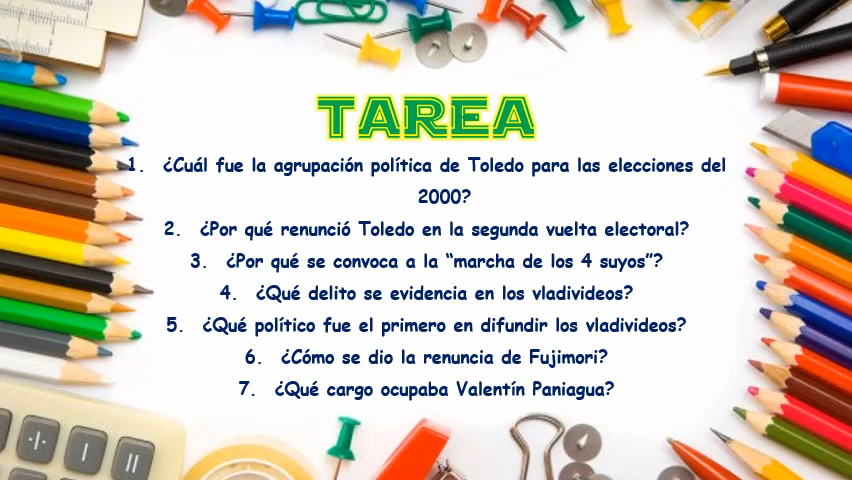 TAREA
1. ¿Cuál fue la agrupación política de Toledo para las elecciones del
2000?
2. ¿Por qué renunció Toledo en la segunda vuelta electoral?
3. ¿Por qué se convoca a la “marcha de los 4 suyos”?
4. ¿Qué delito se evidencia en los vladivideos?
5. ¿Qué político fue el primero en difundir los vladivideos?
6. ¿Cómo se dio la renuncia de Fujimori?
7. ¿Qué cargo ocupaba Valentín Paniagua?